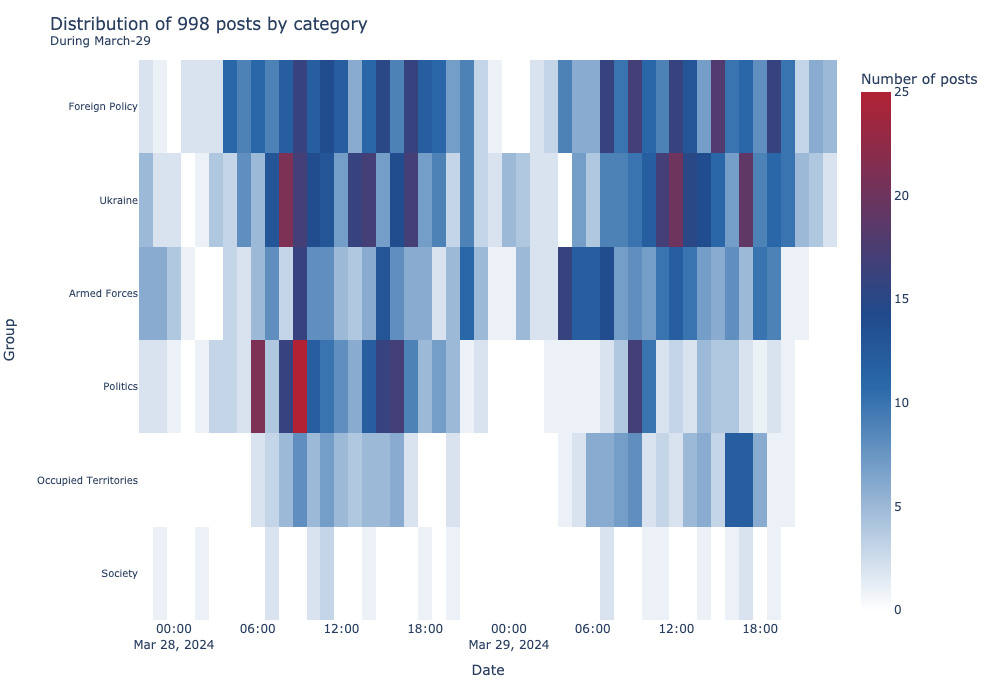 Distribution of 998 posts by category
During March-29
Number of posts
25
20
15
10
5
0
Group
Foreign Policy
Ukraine
Armed Forces
Politics
Occupied Territories
Society
00:00
Mar 28, 2024
06:00
12:00
18:00
00:00
Mar 29, 2024
06:00
12:00
18:00
Date